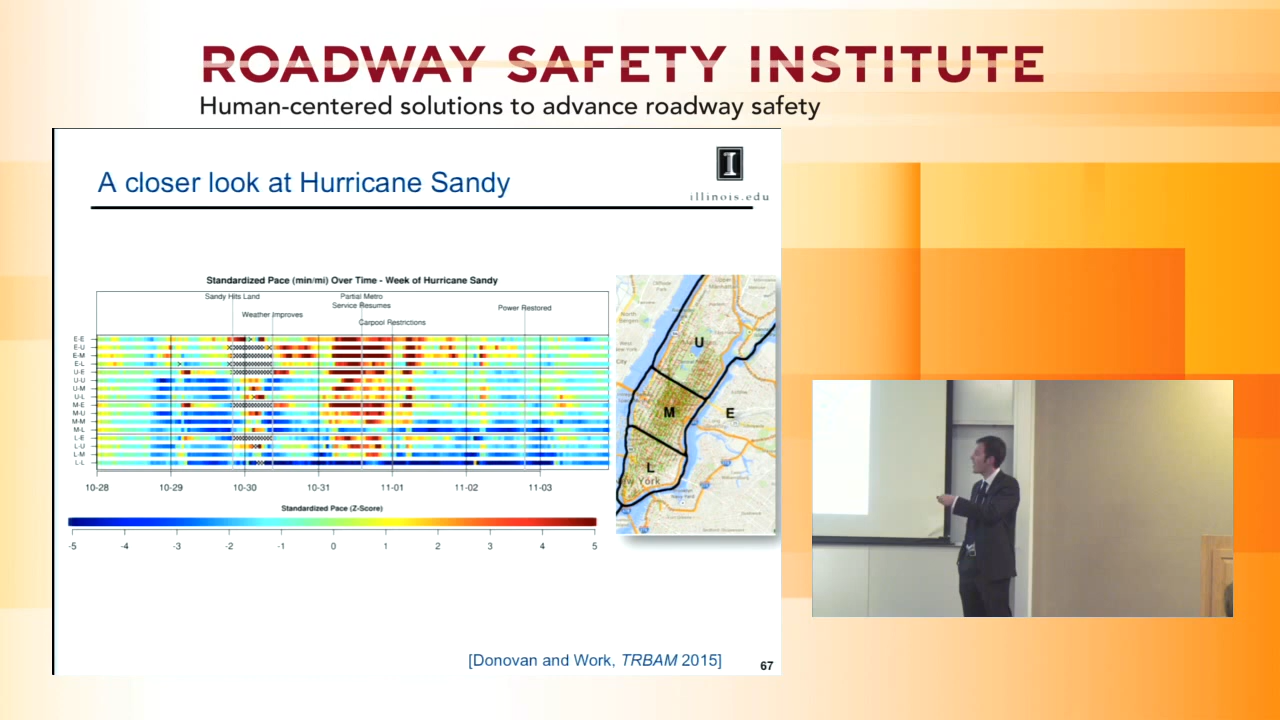 ROADWAY SAFETY INSTITUTE
Human-centered solutions to advance roadway safety
A closer look at Hurricane Sandy
I
illinois.edu
Standardized Pace (min/mi) Over Time - Week of Hurricane Sandy
Sandy Hits Land
Partial Metro
Service Resumes
Power Restored
Weather Improves
Carpool Restrictions
E-E
E-U
E-M
E-L
U-E
U-U
U-M
U-L
M-E
M-U
M-M
M-L
L-E
L-U
L-M
L-L
10-28 10-29 10-30 10-31 11-01 11-02 11-03
Standardized Pace (Z-Score)
-5 -4 -3 -2 -1 0 1 2 3 4 5
U
M
E
L
New York
[Donovan and Work, TRBAM 2015]
67